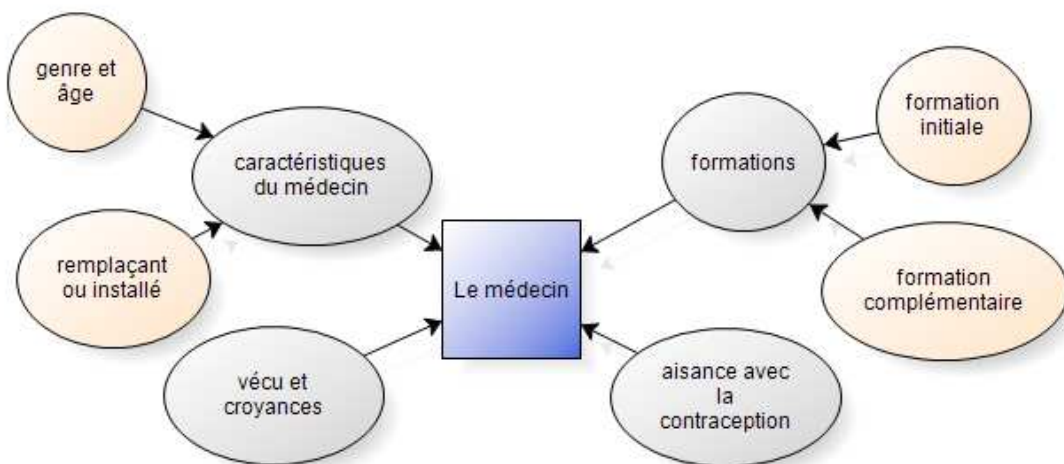 genre et
âge
caractéristiques
du médecin
remplaçant
ou installé
vécu et
croyances
Le médecin
formations
formation
initiale
formation
complémentaire
aisance avec
la
contraception